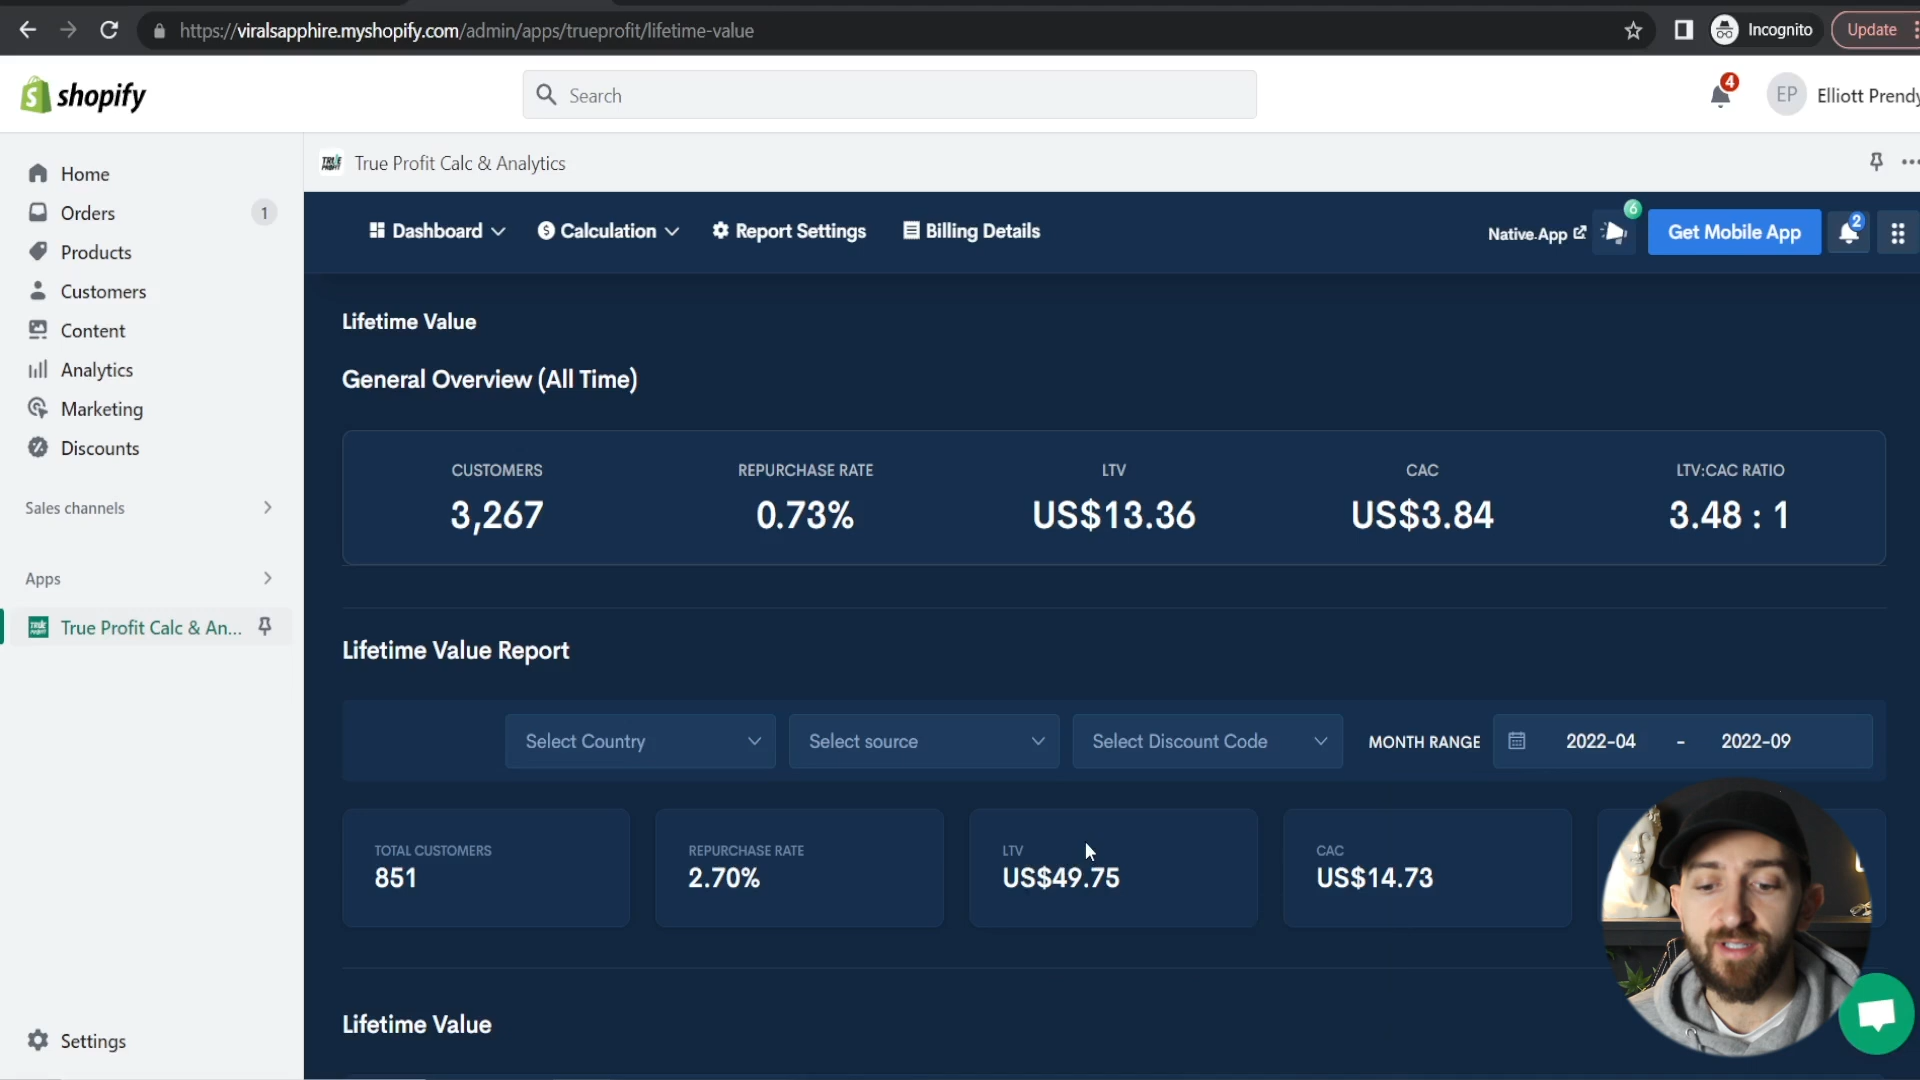 https://viralsapphire.myshopify.com/admin/apps/trueprofit/lifetime-value
Incognito
Update
shopify
Search
4
EP
Elliott Prendy
Home
Orders
1
Products
Customers
Content
Analytics
Marketing
Discounts
Sales channels
Apps
True Profit Calc & An...
Settings
TRUE PROFIT
True Profit Calc & Analytics
Dashboard
Calculation
Report Settings
Billing Details
Native.App
6
Get Mobile App
2
Lifetime Value
General Overview (All Time)
CUSTOMERS
3,267
REPURCHASE RATE
0.73%
LTV
US$13.36
CAC
US$3.84
LTV:CAC RATIO
3.48 : 1
Lifetime Value Report
Select Country
Select source
Select Discount Code
MONTH RANGE
2022-04 - 2022-09
TOTAL CUSTOMERS
851
REPURCHASE RATE
2.70%
LTV
US$49.75
CAC
US$14.73
Lifetime Value